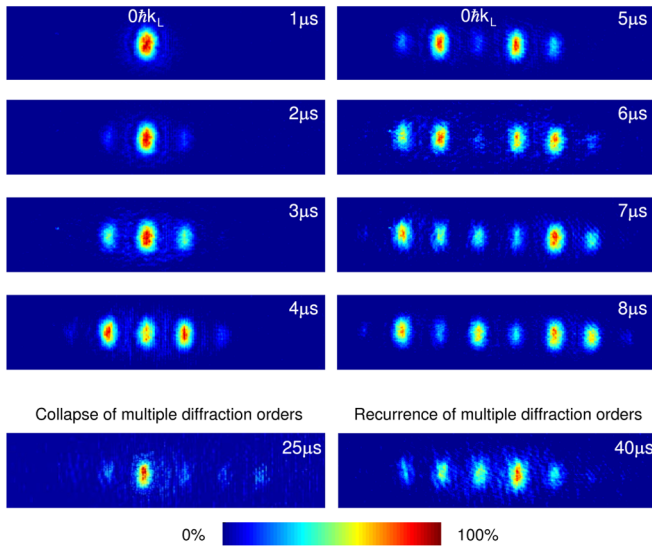 0ħk_L 1μs
0ħk_L 5μs
2μs
6μs
3μs
7μs
4μs
8μs
Collapse of multiple diffraction orders
Recurrence of multiple diffraction orders
25μs
40μs
0% 100%